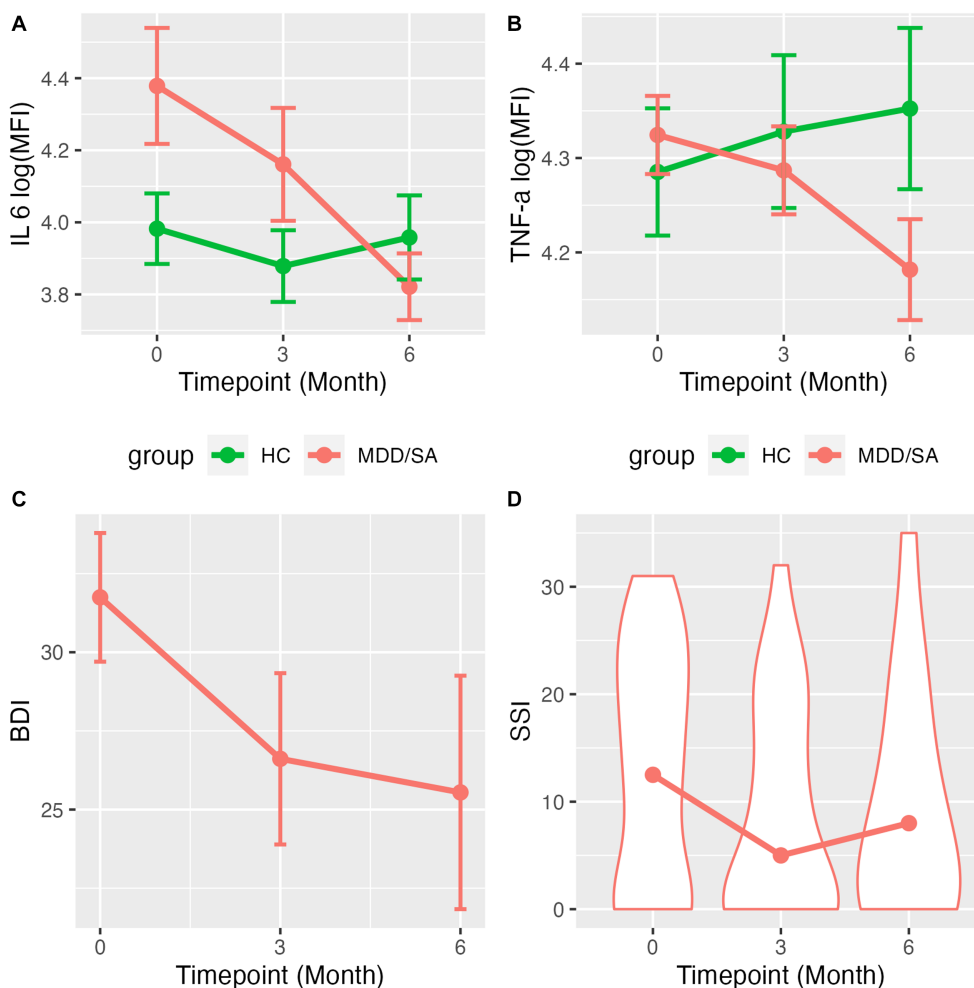 A
IL 6 log(MFI)
4.4
4.2
4.0
3.8
0 3 6
Timepoint (Month)
group HC MDD/SA
B
TNF-a log(MFI)
4.4
4.3
4.2
0 3 6
Timepoint (Month)
group HC MDD/SA
C
BDI
30
25
0 3 6
Timepoint (Month)
D
SSI
30
20
10
0
0 3 6
Timepoint (Month)